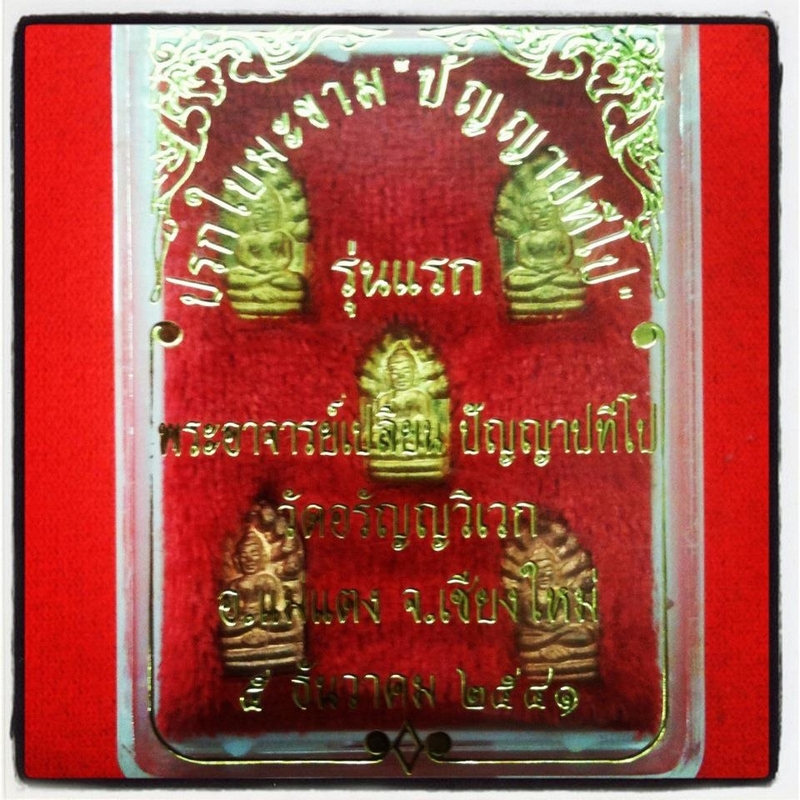 ปรกใบมะขาม "ปัญญาปทีโป"
รุ่นแรก
พระอาจารย์เปลี่ยน ปัญญาปทีโป
วัดอรัญญวิเวก
อ.แม่แตง จ.เชียงใหม่
๕ ธันวาคม ๒๕๔๑